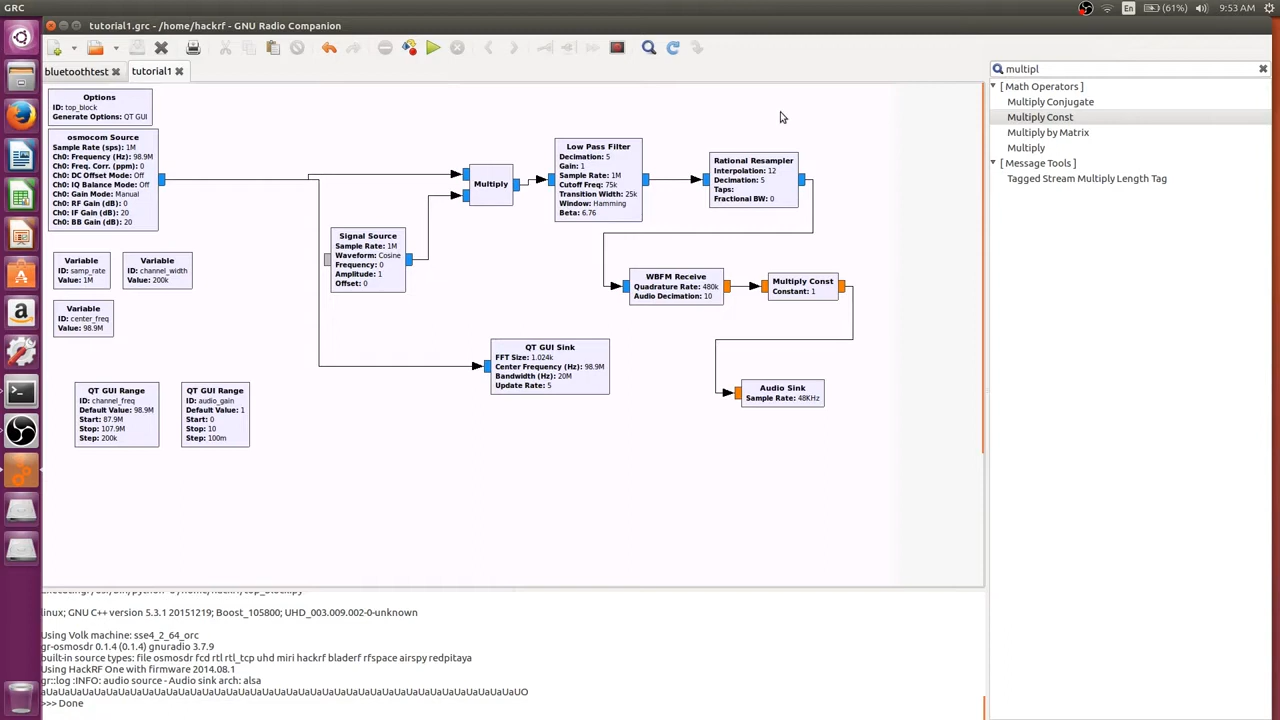 GRC
En
(61%)
9:53 AM
tutorial1.grc - /home/hackrf - GNU Radio Companion
bluetoothtest
tutorial1
multipl
[ Math Operators ]
Multiply Conjugate
Multiply Const
Multiply by Matrix
Multiply
[ Message Tools ]
Tagged Stream Multiply Length Tag
Options
ID: top_block
Generate Options: QT GUI
osmocom Source
Sample Rate (sps): 1M
Ch0: Frequency (Hz): 98.9M
Ch0: Freq. Corr. (ppm): 0
Ch0: DC Offset Mode: Off
Ch0: IQ Balance Mode: Off
Ch0: Gain Mode: Manual
Ch0: RF Gain (dB): 0
Ch0: IF Gain (dB): 20
Ch0: BB Gain (dB): 20
Multiply
Low Pass Filter
Decimation: 5
Gain: 1
Sample Rate: 1M
Cutoff Freq: 75k
Transition Width: 25k
Window: Hamming
Beta: 6.76
Rational Resampler
Interpolation: 12
Decimation: 5
Taps:
Fractional BW: 0
Signal Source
Sample Rate: 1M
Waveform: Cosine
Frequency: 0
Amplitude: 1
Offset: 0
Variable
ID: samp_rate
Value: 1M
Variable
ID: channel_width
Value: 200k
Variable
ID: center_freq
Value: 98.9M
WBFM Receive
Quadrature Rate: 480k
Audio Decimation: 10
Multiply Const
Constant: 1
QT GUI Sink
FFT Size: 1.024k
Center Frequency (Hz): 98.9M
Bandwidth (Hz): 20M
Update Rate: 5
Audio Sink
Sample Rate: 48KHz
QT GUI Range
ID: channel_freq
Default Value: 98.9M
Start: 87.9M
Stop: 107.9M
Step: 200k
QT GUI Range
ID: audio_gain
Default Value: 1
Start: 0
Stop: 10
Step: 100m
linux; GNU C++ version 5.3.1 20151219; Boost_105800; UHD_003.009.002-0-unknown
Using Volk machine: sse4_2_64_orc
gr-osmosdr 0.1.4 (0.1.4) gnuradio 3.7.9
built-in source types: file osmosdr fcd rtl rtl_tcp uhd miri hackrf bladerf rfspace airspy redpitaya
Using HackRF One with firmware 2014.08.1
gr::log :INFO: audio source - Audio sink arch: alsa
>>> Done